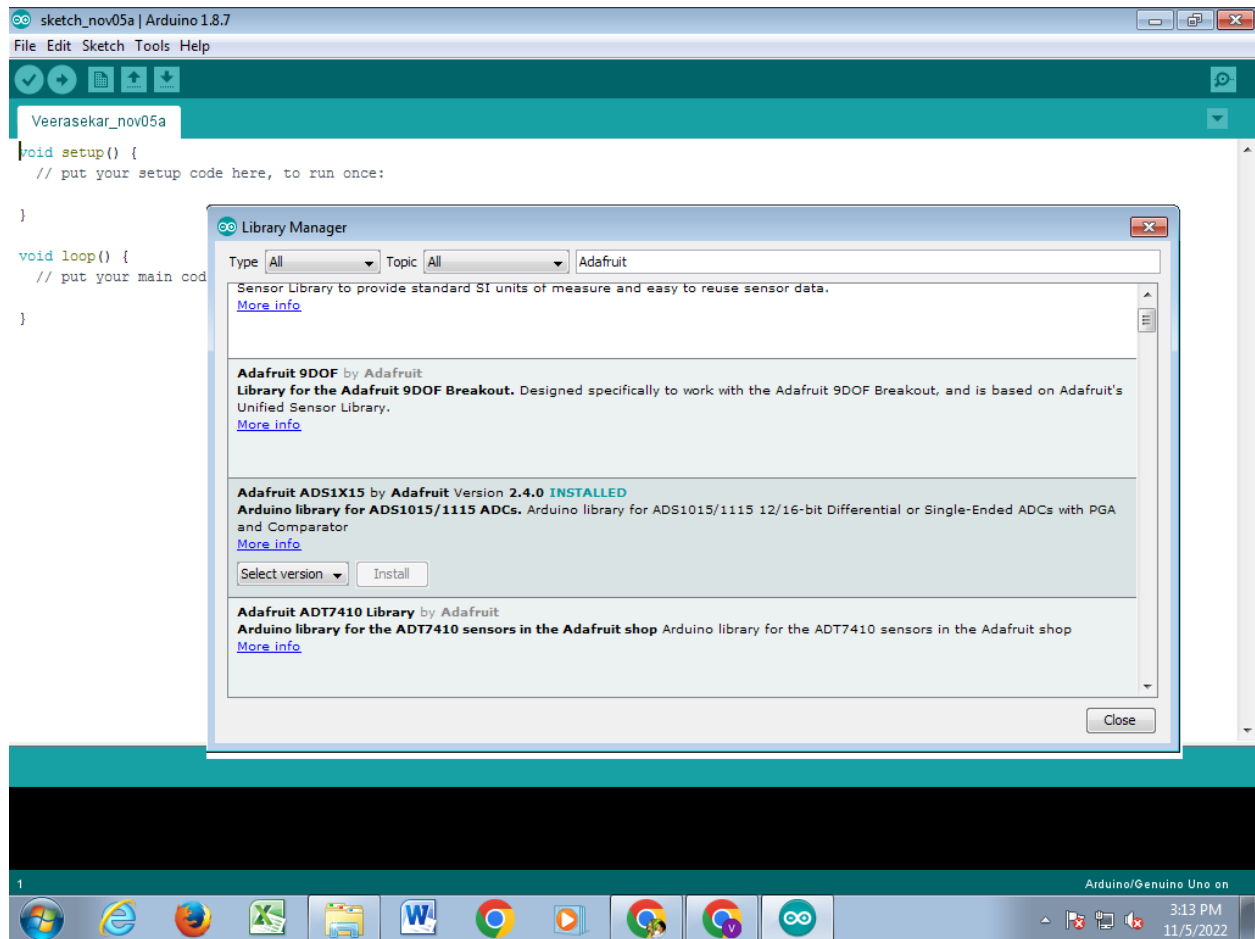 sketch_nov05a | Arduino 1.8.7
File Edit Sketch Tools Help
Veerasekar_nov05a
void setup() {
// put your setup code here, to run once:
}
void loop() {
// put your main cod
}
Library Manager
Type All Topic All Adafruit
Sensor Library to provide standard SI units of measure and easy to reuse sensor data.
More info
Adafruit 9DOF by Adafruit
Library for the Adafruit 9DOF Breakout. Designed specifically to work with the Adafruit 9DOF Breakout, and is based on Adafruit's
Unified Sensor Library.
More info
Adafruit ADS1X15 by Adafruit Version 2.4.0 INSTALLED
Arduino library for ADS1015/1115 ADCs. Arduino library for ADS1015/1115 12/16-bit Differential or Single-Ended ADCs with PGA
and Comparator
More info
Select version Install
Adafruit ADT7410 Library by Adafruit
Arduino library for the ADT7410 sensors in the Adafruit shop Arduino library for the ADT7410 sensors in the Adafruit shop
More info
Close
1 Arduino/Genuino Uno on
3:13 PM
11/5/2022